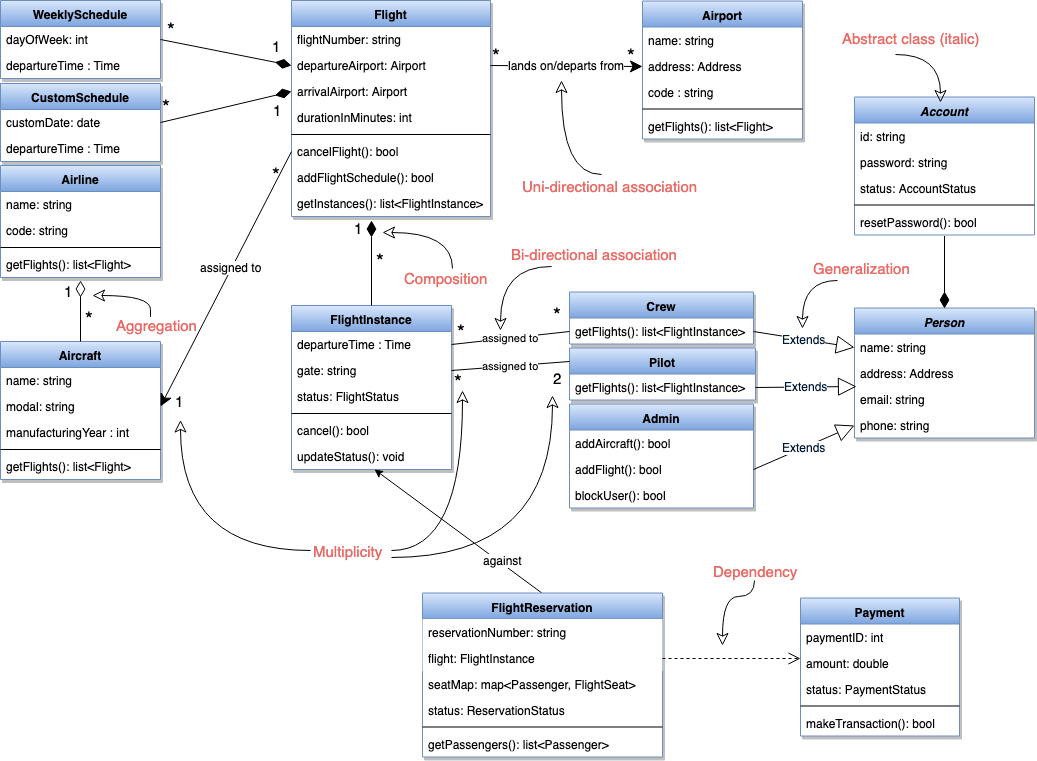 WeeklySchedule
dayOfWeek: int
departureTime : Time
*
1
CustomSchedule
customDate: date
departureTime : Time
*
1
Airline
name: string
code: string
getFlights(): list<Flight>
1
*
Aggregation
Aircraft
name: string
modal: string
manufacturingYear : int
getFlights(): list<Flight>
1
Flight
flightNumber: string
departureAirport: Airport
arrivalAirport: Airport
durationInMinutes: int
cancelFlight(): bool
addFlightSchedule(): bool
getInstances(): list<FlightInstance>
*
assigned to
*
lands on/departs from
*
Uni-directional association
Airport
name: string
address: Address
code : string
getFlights(): list<Flight>
Abstract class (italic)
Account
id: string
password: string
status: AccountStatus
resetPassword(): bool
1
*
Composition
Bi-directional association
Generalization
FlightInstance
departureTime : Time
gate: string
status: FlightStatus
cancel(): bool
updateStatus(): void
*
assigned to
*
*
assigned to
2
Crew
getFlights(): list<FlightInstance>
Pilot
getFlights(): list<FlightInstance>
Admin
addAircraft(): bool
addFlight(): bool
blockUser(): bool
Extends
Extends
Extends
Person
name: string
address: Address
email: string
phone: string
Multiplicity
against
Dependency
FlightReservation
reservationNumber: string
flight: FlightInstance
seatMap: map<Passenger, FlightSeat>
status: ReservationStatus
getPassengers(): list<Passenger>
Payment
paymentID: int
amount: double
status: PaymentStatus
makeTransaction(): bool